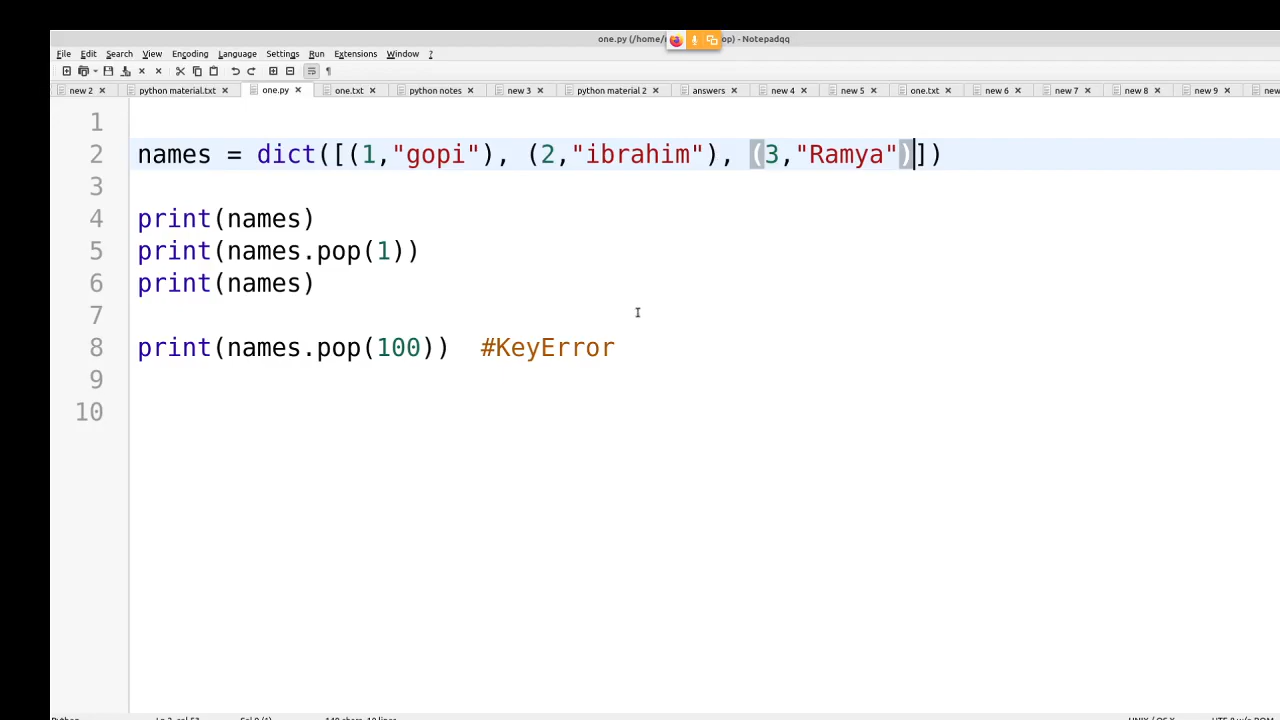 one.py (/home/ op) - Notepadqq
File Edit Search View Encoding Language Settings Run Extensions Window ?
new 2 python material.txt one.py one.txt python notes new 3 python material 2 answers new 4 new 5 one.txt new 6 new 7 new 8 new 9 new
1
2 names = dict([(1,"gopi"), (2,"ibrahim"), (3,"Ramya")])
3
4 print(names)
5 print(names.pop(1))
6 print(names)
7
8 print(names.pop(100)) #KeyError
9
10